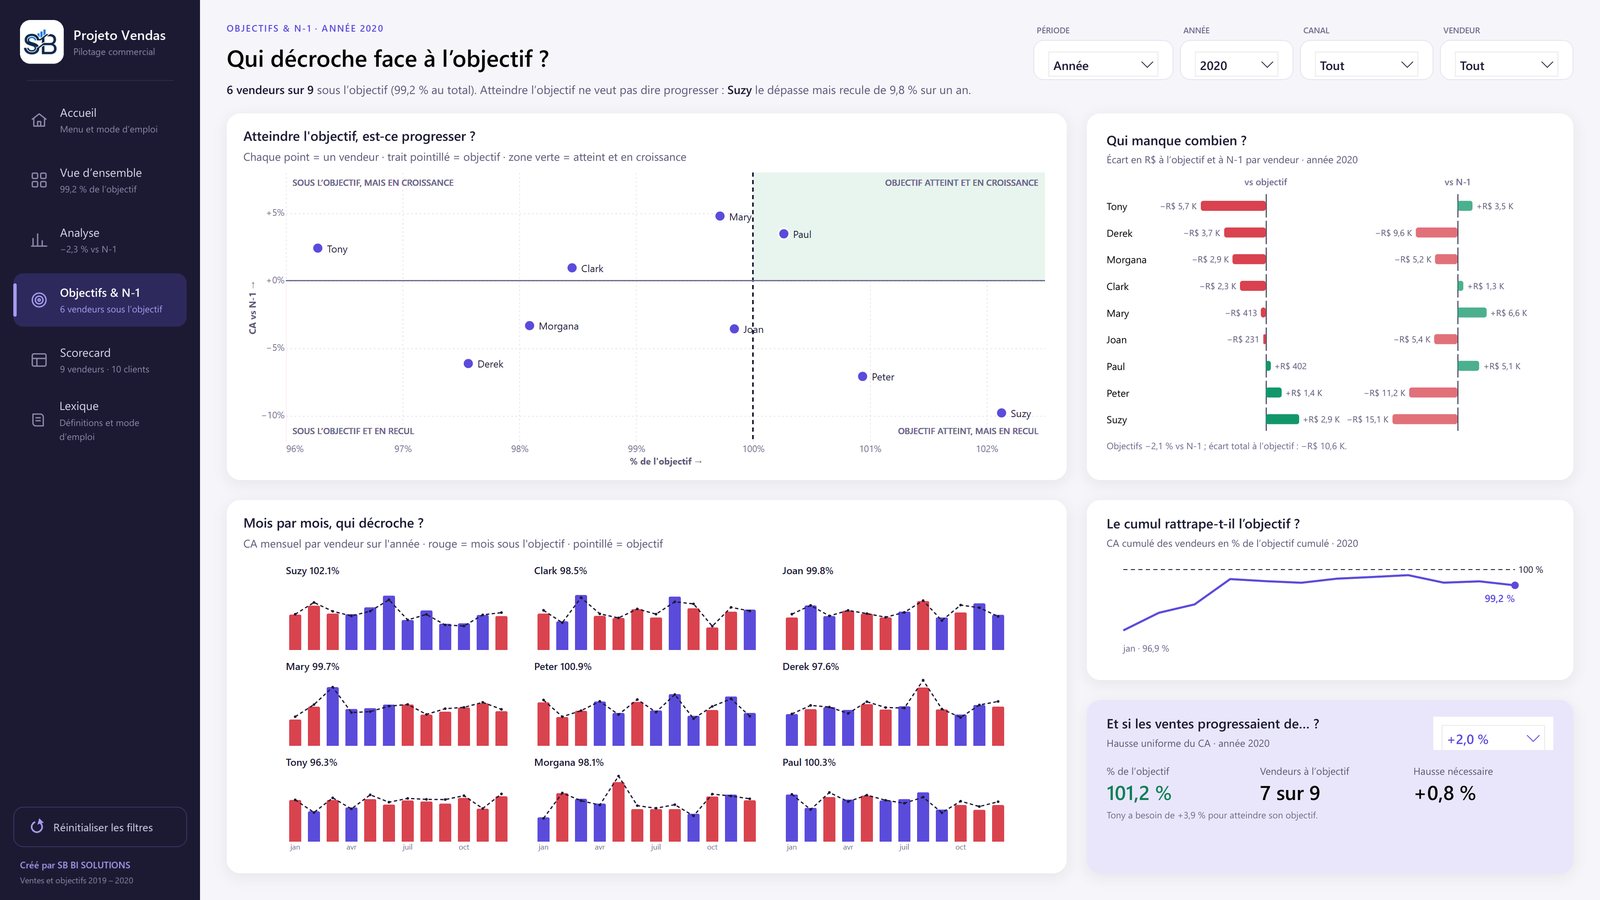 SB
Projeto Vendas
Pilotage commercial
Accueil
Menu et mode d'emploi
Vue d'ensemble
99,2 % de l'objectif
Analyse
−2,3 % vs N-1
Objectifs & N-1
6 vendeurs sous l'objectif
Scorecard
9 vendeurs · 10 clients
Lexique
Définitions et mode
d'emploi
Réinitialiser les filtres
Créé par SB BI SOLUTIONS
Ventes et objectifs 2019 – 2020
OBJECTIFS & N-1 · ANNÉE 2020
Qui décroche face à l'objectif ?
6 vendeurs sur 9 sous l'objectif (99,2 % au total). Atteindre l'objectif ne veut pas dire progresser : Suzy le dépasse mais recule de 9,8 % sur un an.
PÉRIODE
Année
ANNÉE
2020
CANAL
Tout
VENDEUR
Tout
Atteindre l'objectif, est-ce progresser ?
Chaque point = un vendeur · trait pointillé = objectif · zone verte = atteint et en croissance
SOUS L'OBJECTIF, MAIS EN CROISSANCE
OBJECTIF ATTEINT ET EN CROISSANCE
+5%
+0%
−5%
−10%
CA vs N-1 →
Mary
Paul
Tony
Clark
Morgana
Joan
Derek
Peter
Suzy
SOUS L'OBJECTIF ET EN RECUL
OBJECTIF ATTEINT, MAIS EN RECUL
96% 97% 98% 99% 100% 101% 102%
% de l'objectif →
Qui manque combien ?
Écart en R$ à l'objectif et à N-1 par vendeur · année 2020
vs objectif vs N-1
Tony −R$ 5,7 K +R$ 3,5 K
Derek −R$ 3,7 K −R$ 9,6 K
Morgana −R$ 2,9 K −R$ 5,2 K
Clark −R$ 2,3 K +R$ 1,3 K
Mary −R$ 413 +R$ 6,6 K
Joan −R$ 231 −R$ 5,4 K
Paul +R$ 402 +R$ 5,1 K
Peter +R$ 1,4 K −R$ 11,2 K
Suzy +R$ 2,9 K −R$ 15,1 K
Objectifs −2,1 % vs N-1 ; écart total à l'objectif : −R$ 10,6 K.
Mois par mois, qui décroche ?
CA mensuel par vendeur sur l'année · rouge = mois sous l'objectif · pointillé = objectif
Suzy 102.1% Clark 98.5% Joan 99.8%
Mary 99.7% Peter 100.9% Derek 97.6%
Tony 96.3% Morgana 98.1% Paul 100.3%
jan avr juil oct jan avr juil oct jan avr juil oct
Le cumul rattrape-t-il l'objectif ?
CA cumulé des vendeurs en % de l'objectif cumulé · 2020
100 %
99,2 %
jan · 96,9 %
Et si les ventes progressaient de... ?
Hausse uniforme du CA · année 2020
+2,0 %
% de l'objectif
101,2 %
Vendeurs à l'objectif
7 sur 9
Hausse nécessaire
+0,8 %
Tony a besoin de +3,9 % pour atteindre son objectif.